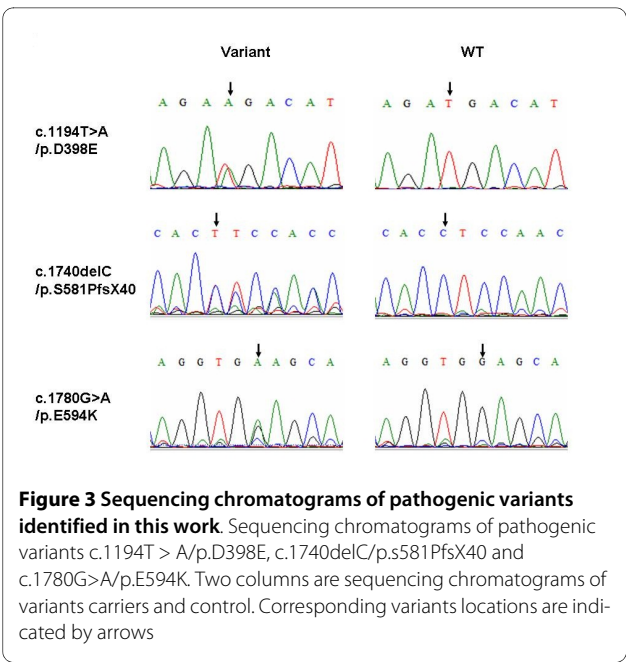 Variant WT
A G A A G A C A T A G A T G A C A T
c.1194T>A
/p.D398E
C A C T T C C A C C C A C C T C C A A C
c.1740delC
/p.S581PfsX40
A G G T G A A G C A A G G T G G A G C A
c.1780G>A
/p.E594K
Figure 3 Sequencing chromatograms of pathogenic variants
identified in this work. Sequencing chromatograms of pathogenic
variants c.1194T > A/p.D398E, c.1740delC/p.s581PfsX40 and
c.1780G>A/p.E594K. Two columns are sequencing chromatograms of
variants carriers and control. Corresponding variants locations are indi-
cated by arrows